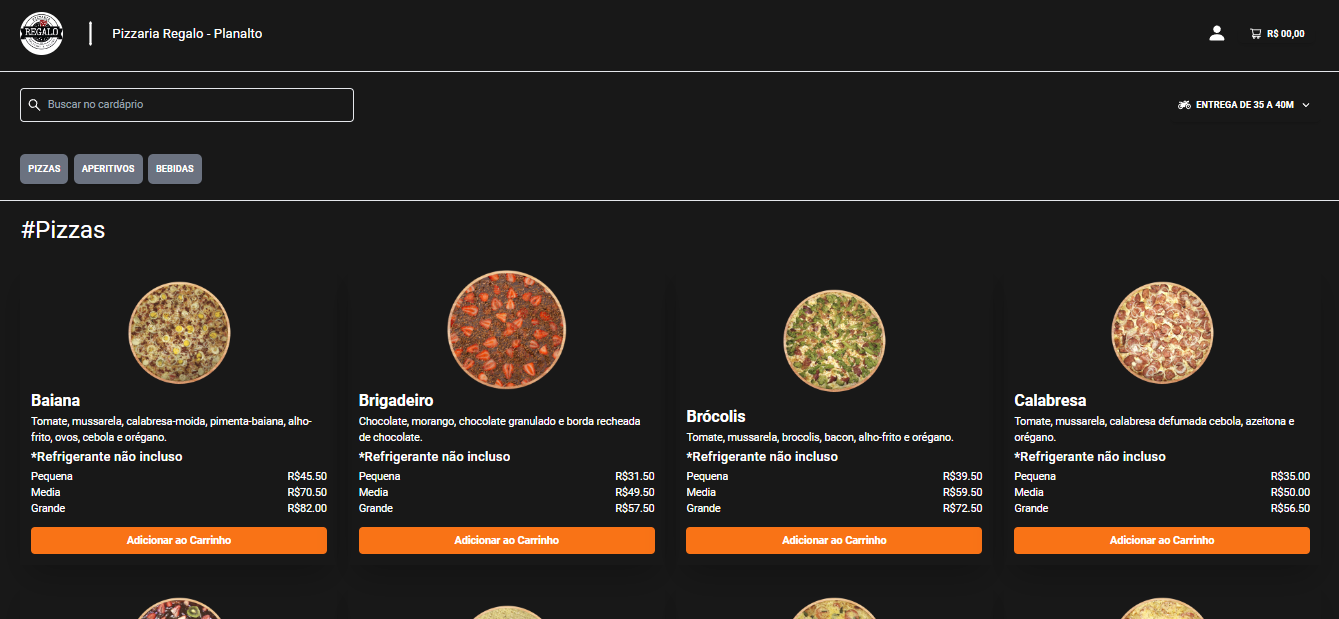 REGALO
Pizzaria Regalo - Planalto
R$ 00,00
Buscar no cardáprio
ENTREGA DE 35 A 40M
PIZZAS
APERITIVOS
BEBIDAS
#Pizzas
Baiana
Tomate, mussarela, calabresa-moida, pimenta-baiana, alho-
frito, ovos, cebola e orégano.
*Refrigerante não incluso
Pequena R$45.50
Media R$70.50
Grande R$82.00
Adicionar ao Carrinho
Brigadeiro
Chocolate, morango, chocolate granulado e borda recheada
de chocolate.
*Refrigerante não incluso
Pequena R$31.50
Media R$49.50
Grande R$57.50
Adicionar ao Carrinho
Brócolis
Tomate, mussarela, brocolis, bacon, alho-frito e orégano.
*Refrigerante não incluso
Pequena R$39.50
Media R$59.50
Grande R$72.50
Adicionar ao Carrinho
Calabresa
Tomate, mussarela, calabresa defumada cebola, azeitona e
orégano.
*Refrigerante não incluso
Pequena R$35.00
Media R$50.00
Grande R$56.50
Adicionar ao Carrinho